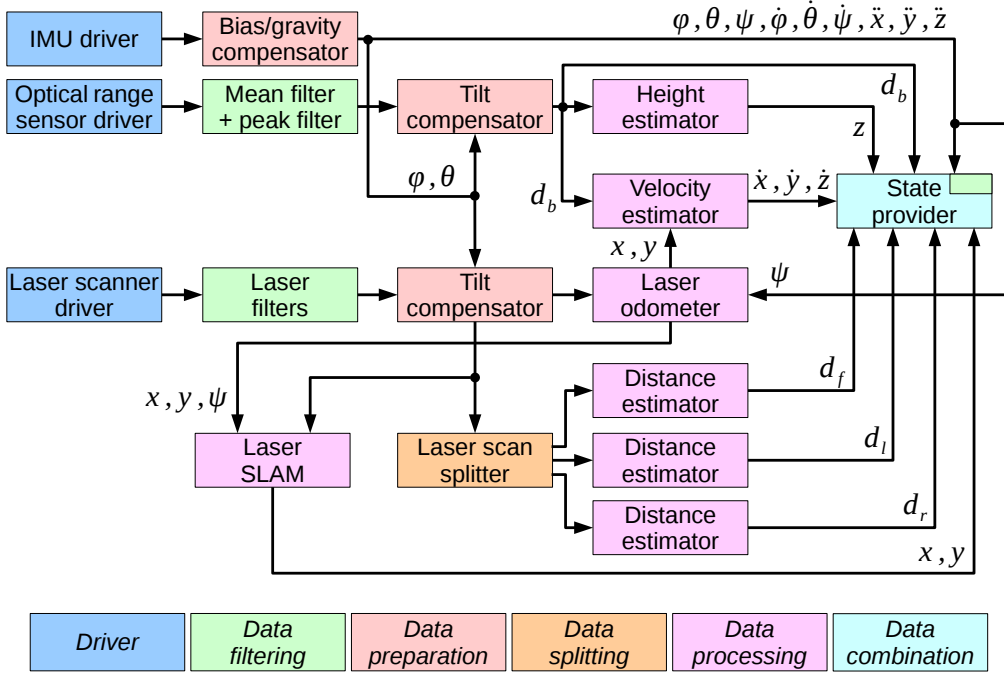 IMU driver
Bias/gravity
compensator
φ, θ, ψ, φ̇, θ̇, ψ̇, ẍ, ÿ, z̈
Optical range
sensor driver
Mean filter
+ peak filter
Tilt
compensator
Height
estimator
d_b
z
φ, θ
d_b
Velocity
estimator
ẋ, ẏ, ż
State
provider
x, y
Laser scanner
driver
Laser
filters
Tilt
compensator
Laser
odometer
ψ
x, y, ψ
Distance
estimator
d_f
Laser
SLAM
Laser scan
splitter
Distance
estimator
d_l
Distance
estimator
d_r
x, y
Driver
Data
filtering
Data
preparation
Data
splitting
Data
processing
Data
combination